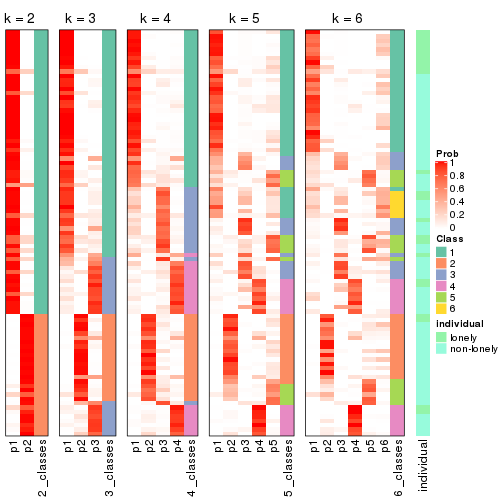 k = 2 k = 3 k = 4 k = 5 k = 6
p1 p2 2_classes p1 p2 p3 3_classes p1 p2 p3 p4 4_classes p1 p2 p3 p4 p5 5_classes p1 p2 p3 p4 p5 p6 6_classes individual
Prob
1
0.8
0.6
0.4
0.2
0
Class
1
2
3
4
5
6
individual
lonely
non-lonely